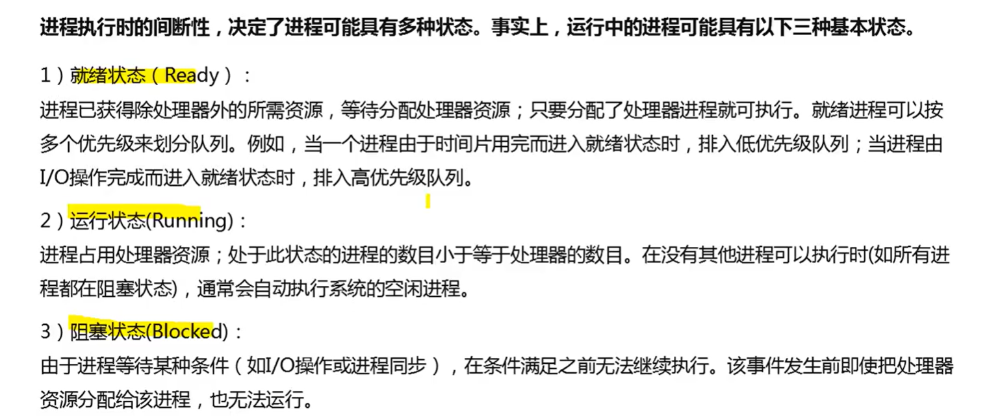 进程执行时的间断性，决定了进程可能具有多种状态。事实上，运行中的进程可能具有以下三种基本状态。
1）就绪状态（Ready）：
进程已获得除处理器外的所需资源，等待分配处理器资源；只要分配了处理器进程就可执行。就绪进程可以按
多个优先级来划分队列。例如，当一个进程由于时间片用完而进入就绪状态时，排入低优先级队列；当进程由
I/O操作完成而进入就绪状态时，排入高优先级队列。
2）运行状态(Running)：
进程占用处理器资源；处于此状态的进程的数目小于等于处理器的数目。在没有其他进程可以执行时(如所有进
程都在阻塞状态)，通常会自动执行系统的空闲进程。
3）阻塞状态(Blocked)：
由于进程等待某种条件（如I/O操作或进程同步），在条件满足之前无法继续执行。该事件发生前即使把处理器
资源分配给该进程，也无法运行。